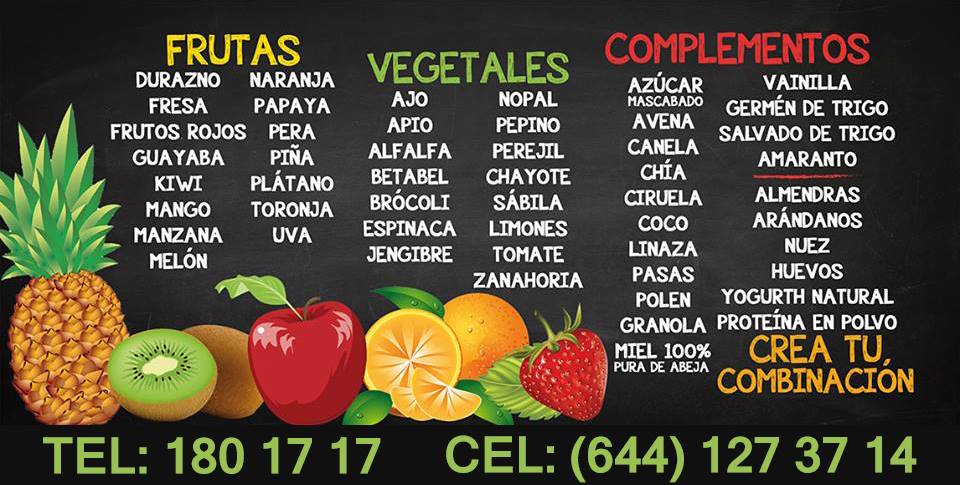 FRUTAS
DURAZNO
FRESA
FRUTOS ROJOS
GUAYABA
KIWI
MANGO
MANZANA
MELÓN
NARANJA
PAPAYA
PERA
PIÑA
PLÁTANO
TORONJA
UVA
VEGETALES
AJO
APIO
ALFALFA
BETABEL
BRÓCOLI
ESPINACA
JENGIBRE
NOPAL
PEPINO
PEREJIL
CHAYOTE
SÁBILA
LIMONES
TOMATE
ZANAHORIA
COMPLEMENTOS
AZÚCAR
MASCABADO
AVENA
CANELA
CHÍA
CIRUELA
COCO
LINAZA
PASAS
POLEN
GRANOLA
MIEL 100%
PURA DE ABEJA
VAINILLA
GERMÉN DE TRIGO
SALVADO DE TRIGO
AMARANTO
ALMENDRAS
ARÁNDANOS
NUEZ
HUEVOS
YOGURTH NATURAL
PROTEÍNA EN POLVO
CREA TU,
COMBINACIÓN
TEL: 180 17 17
CEL: (644) 127 37 14